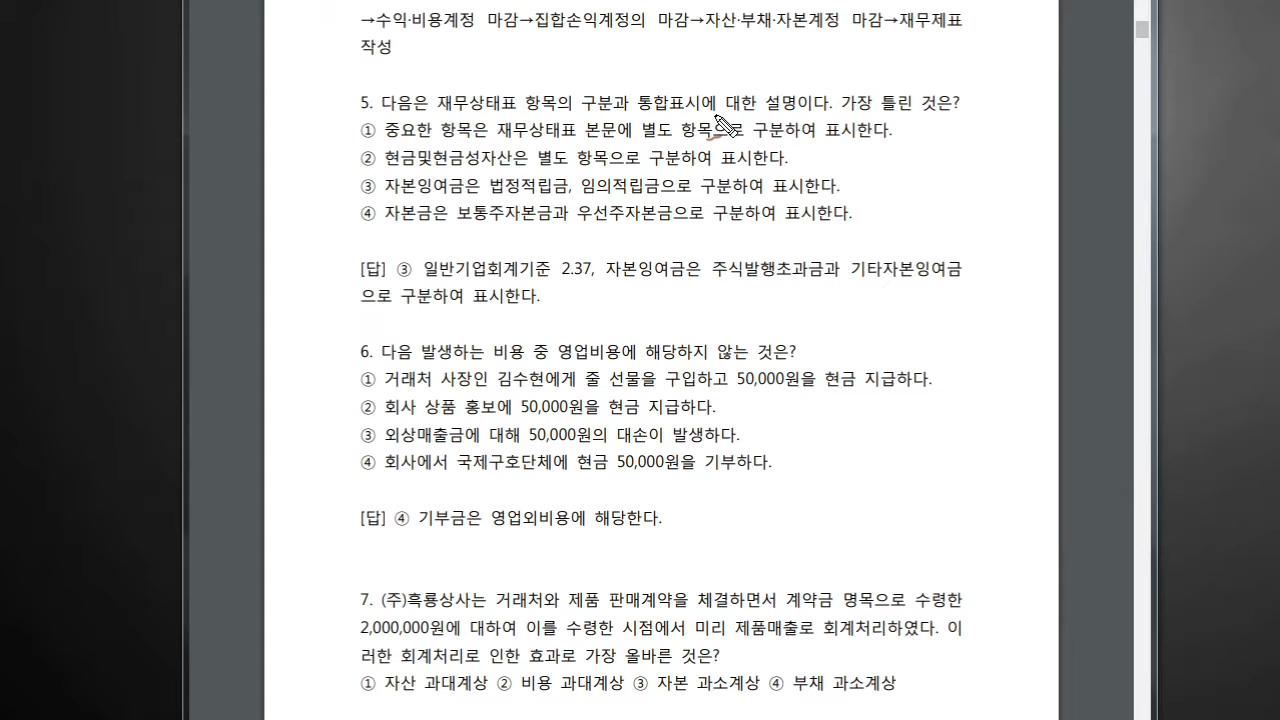 →수익·비용계정 마감→집합손익계정의 마감→자산·부채·자본계정 마감→재무제표
작성
5. 다음은 재무상태표 항목의 구분과 통합표시에 대한 설명이다. 가장 틀린 것은?
① 중요한 항목은 재무상태표 본문에 별도 항목으로 구분하여 표시한다.
② 현금및현금성자산은 별도 항목으로 구분하여 표시한다.
③ 자본잉여금은 법정적립금, 임의적립금으로 구분하여 표시한다.
④ 자본금은 보통주자본금과 우선주자본금으로 구분하여 표시한다.
[답] ③ 일반기업회계기준 2.37, 자본잉여금은 주식발행초과금과 기타자본잉여금
으로 구분하여 표시한다.
6. 다음 발생하는 비용 중 영업비용에 해당하지 않는 것은?
① 거래처 사장인 김수현에게 줄 선물을 구입하고 50,000원을 현금 지급하다.
② 회사 상품 홍보에 50,000원을 현금 지급하다.
③ 외상매출금에 대해 50,000원의 대손이 발생하다.
④ 회사에서 국제구호단체에 현금 50,000원을 기부하다.
[답] ④ 기부금은 영업외비용에 해당한다.
7. (주)흑룡상사는 거래처와 제품 판매계약을 체결하면서 계약금 명목으로 수령한
2,000,000원에 대하여 이를 수령한 시점에서 미리 제품매출로 회계처리하였다. 이
러한 회계처리로 인한 효과로 가장 올바른 것은?
① 자산 과대계상 ② 비용 과대계상 ③ 자본 과소계상 ④ 부채 과소계상